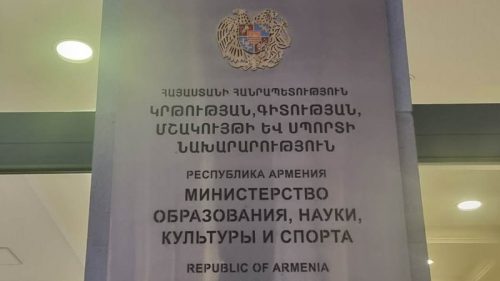 ՀԱՅԱՍՏԱՆԻ ՀԱՆՐԱՊԵՏՈՒԹՅՈՒՆ
ԿՐԹՈՒԹՅԱՆ,ԳԻՏՈՒԹՅԱՆ,
ՄՇԱԿՈՒՅԹԻ ԵՎ ՍՊՈՐՏԻ
ՆԱԽԱՐԱՐՈՒԹՅՈՒՆ
РЕСПУБЛИКА АРМЕНИЯ
МИНИСТЕРСТВО
ОБРАЗОВАНИЯ, НАУКИ,
КУЛЬТУРЫ И СПОРТА
REPUBLIC OF ARMENIA